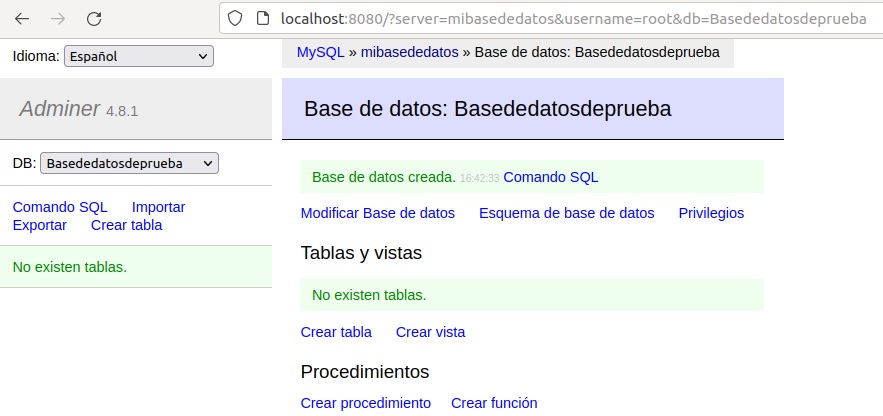 localhost:8080/?server=mibasededatos&username=root&db=Basededatosdeprueba
Idioma: Español
MySQL » mibasededatos » Base de datos: Basededatosdeprueba
Adminer 4.8.1
Base de datos: Basededatosdeprueba
DB: Basededatosdeprueba
Base de datos creada. 16:42:33 Comando SQL
Comando SQL Importar
Exportar Crear tabla
Modificar Base de datos Esquema de base de datos Privilegios
No existen tablas.
Tablas y vistas
No existen tablas.
Crear tabla Crear vista
Procedimientos
Crear procedimiento Crear función